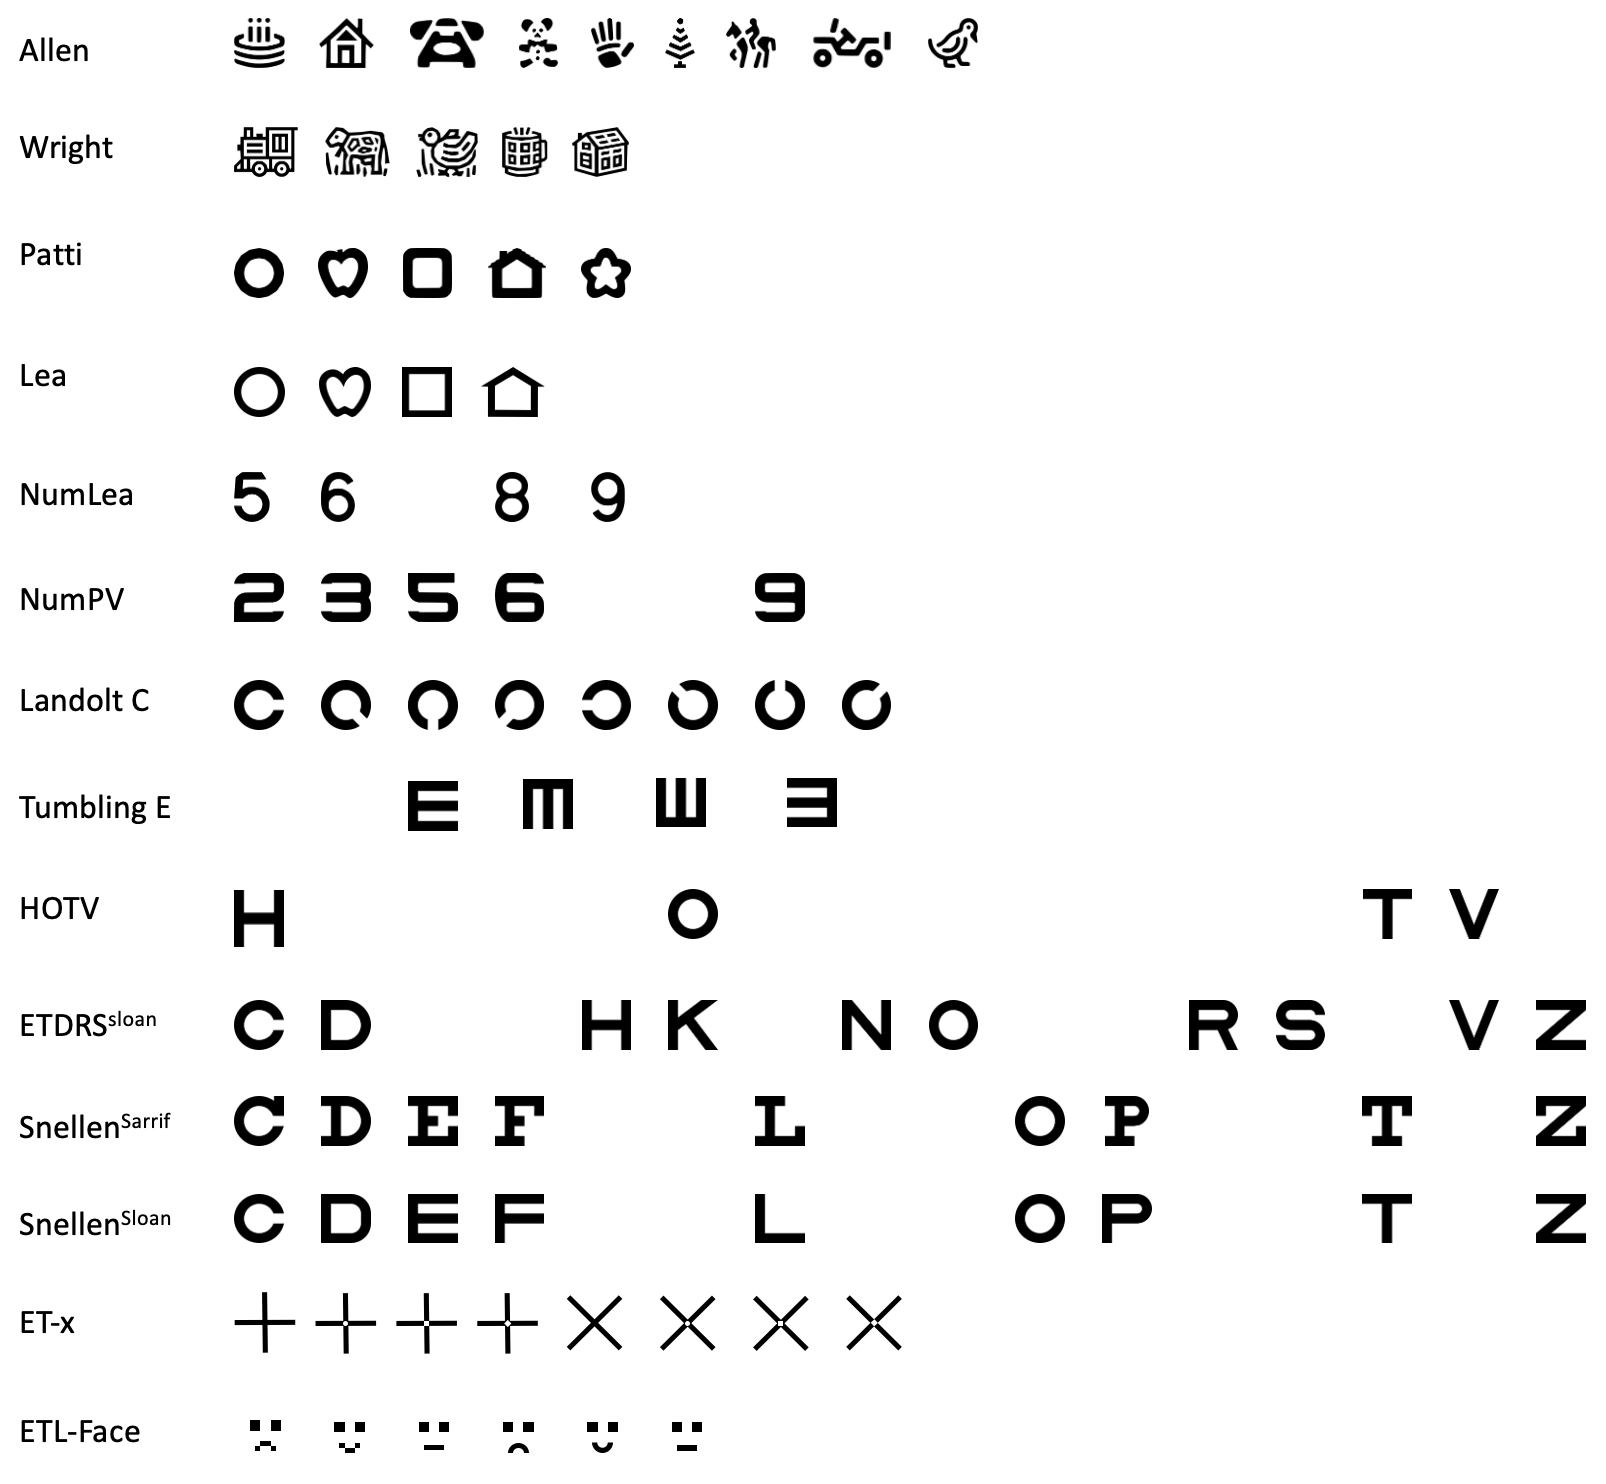 Allen
Wright
Patti
Lea
NumLea 5 6 8 9
NumPV 2 3 5 6 9
Landolt C
Tumbling E E
HOTV H O T V
ETDRSsloan C D H K N O R S V Z
SnellenSarrif C D E F L O P T Z
SnellenSloan C D E F L O P T Z
ET-x
ETL-Face